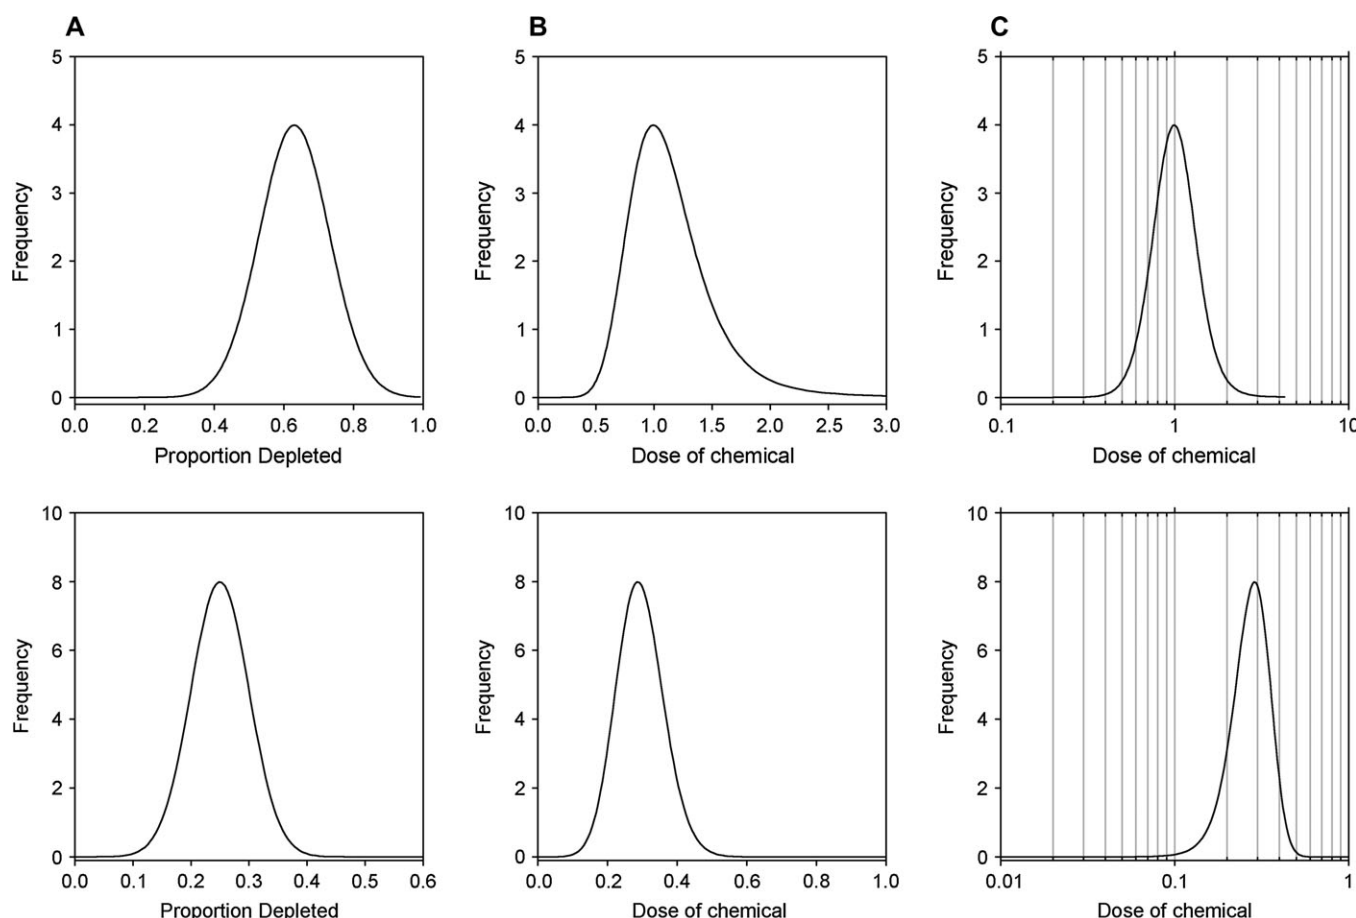 A
B
C
5
4
3
2
1
0
Frequency
0.0 0.2 0.4 0.6 0.8 1.0
Proportion Depleted
5
4
3
2
1
0
Frequency
0.0 0.5 1.0 1.5 2.0 2.5 3.0
Dose of chemical
5
4
3
2
1
0
Frequency
0.1 1 10
Dose of chemical
10
8
6
4
2
0
Frequency
0.0 0.1 0.2 0.3 0.4 0.5 0.6
Proportion Depleted
10
8
6
4
2
0
Frequency
0.0 0.2 0.4 0.6 0.8 1.0
Dose of chemical
10
8
6
4
2
0
Frequency
0.01 0.1 1
Dose of chemical